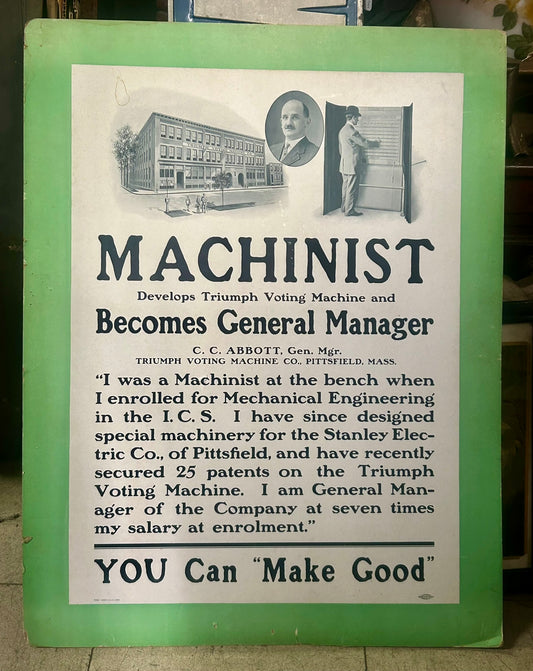 MACHINIST
Develops Triumph Voting Machine and
Becomes General Manager
C. C. ABBOTT, Gen. Mgr.
TRIUMPH VOTING MACHINE CO., PITTSFIELD, MASS.
“I was a Machinist at the bench when
I enrolled for Mechanical Engineering
in the I. C. S. I have since designed
special machinery for the Stanley Elec-
tric Co., of Pittsfield, and have recently
secured 25 patents on the Triumph
Voting Machine. I am General Man-
ager of the Company at seven times
my salary at enrolment.”
YOU Can “Make Good”